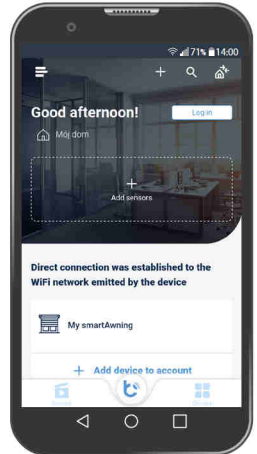 71% 14:00
Good afternoon!
Log in
Mój dom
Add sensors
Direct connection was established to the
WiFi network emitted by the device
My smartAwning
Add device to account